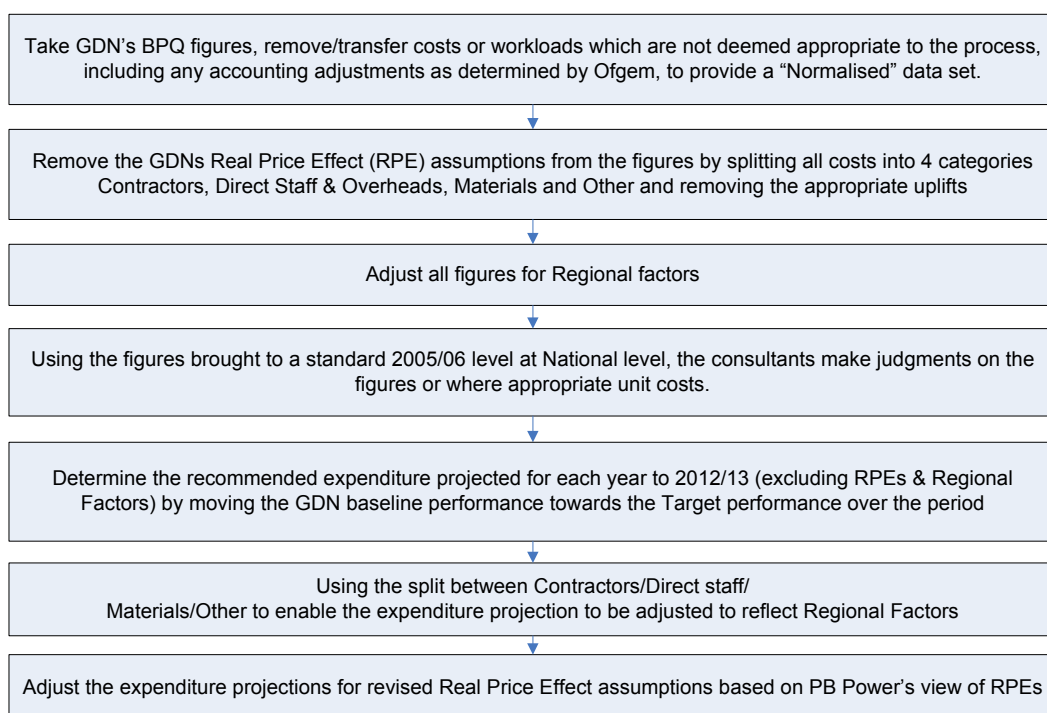 Take GDN's BPQ figures, remove/transfer costs or workloads which are not deemed appropriate to the process,
including any accounting adjustments as determined by Ofgem, to provide a “Normalised” data set.
Remove the GDNs Real Price Effect (RPE) assumptions from the figures by splitting all costs into 4 categories
Contractors, Direct Staff & Overheads, Materials and Other and removing the appropriate uplifts
Adjust all figures for Regional factors
Using the figures brought to a standard 2005/06 level at National level, the consultants make judgments on the
figures or where appropriate unit costs.
Determine the recommended expenditure projected for each year to 2012/13 (excluding RPEs & Regional
Factors) by moving the GDN baseline performance towards the Target performance over the period
Using the split between Contractors/Direct staff/
Materials/Other to enable the expenditure projection to be adjusted to reflect Regional Factors
Adjust the expenditure projections for revised Real Price Effect assumptions based on PB Power's view of RPEs